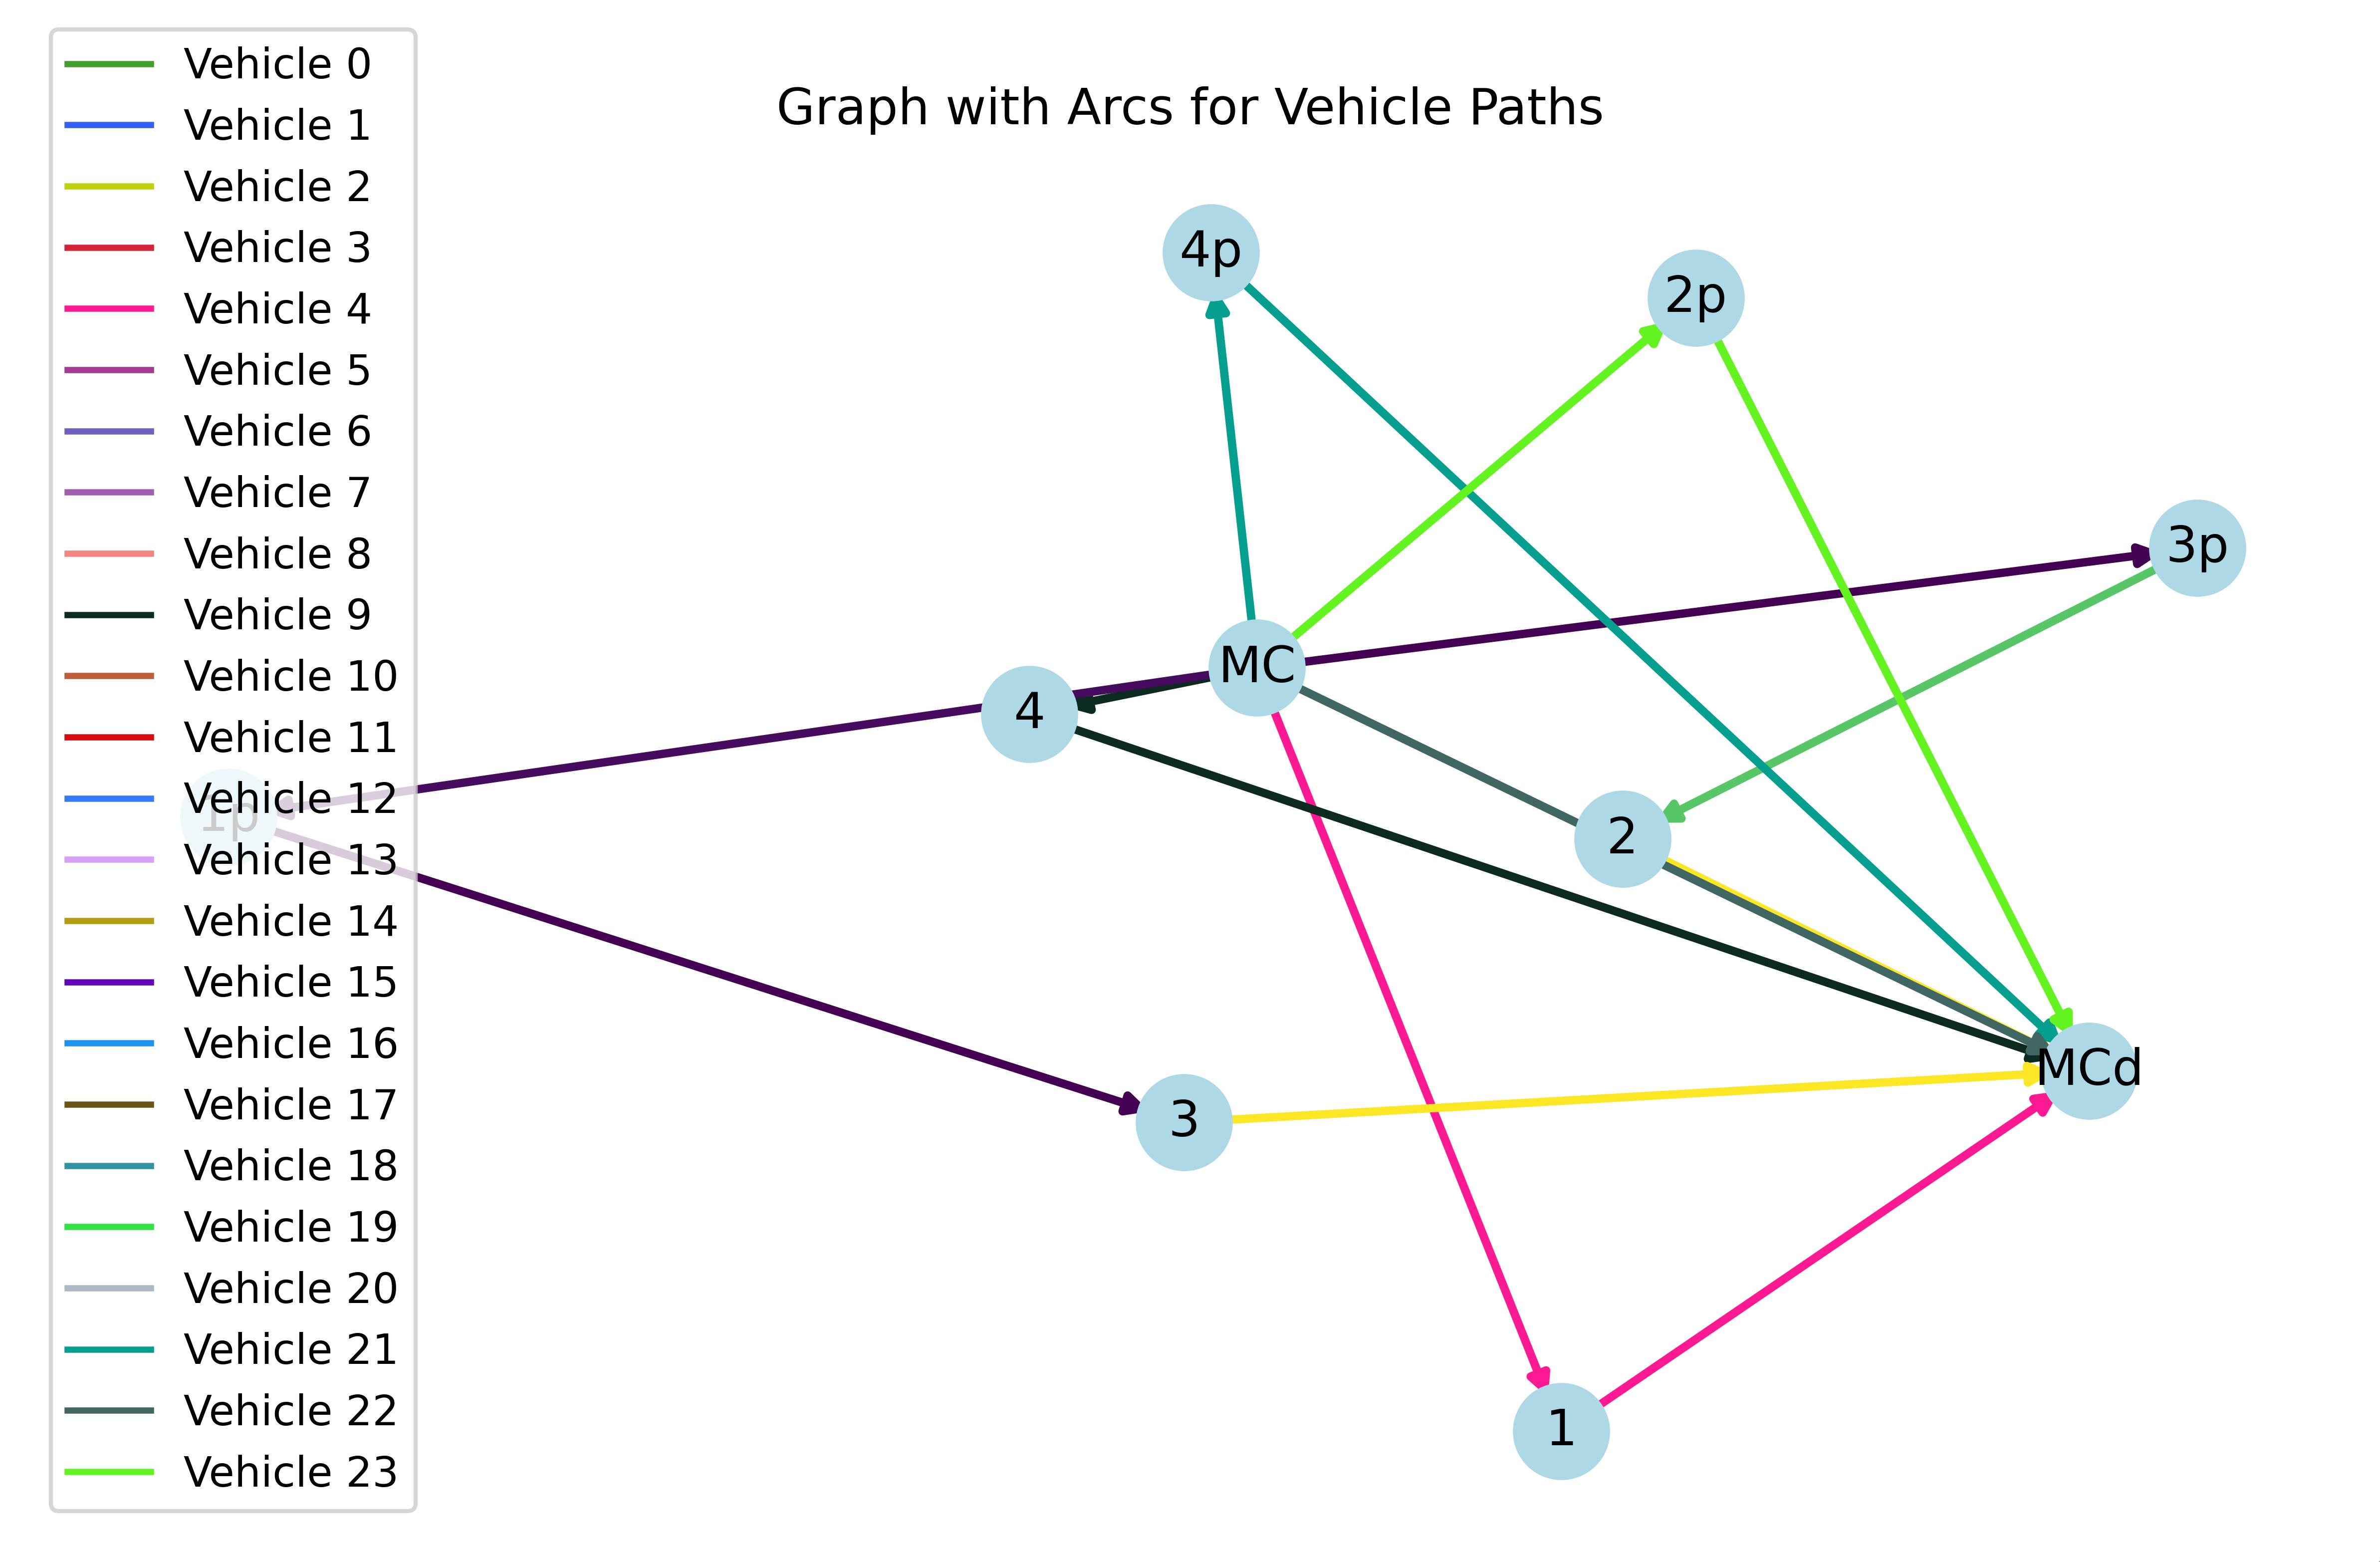 Graph with Arcs for Vehicle Paths
Vehicle 0
Vehicle 1
Vehicle 2
Vehicle 3
Vehicle 4
Vehicle 5
Vehicle 6
Vehicle 7
Vehicle 8
Vehicle 9
Vehicle 10
Vehicle 11
Vehicle 12
Vehicle 13
Vehicle 14
Vehicle 15
Vehicle 16
Vehicle 17
Vehicle 18
Vehicle 19
Vehicle 20
Vehicle 21
Vehicle 22
Vehicle 23
4p
2p
3p
MC
4
1p
2
MCd
3
1